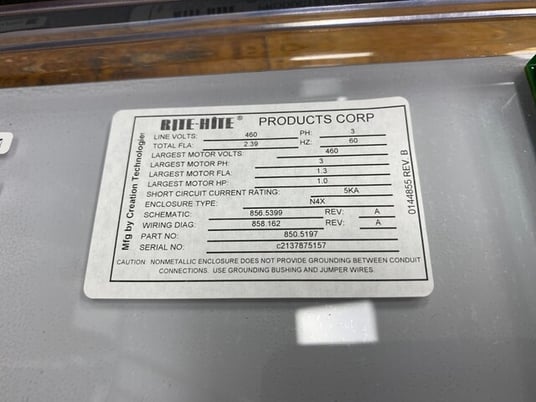 RITE-HITE® PRODUCTS CORP
LINE VOLTS: 460 PH: 3
TOTAL FLA: 2.39 HZ: 60
LARGEST MOTOR VOLTS: 460
LARGEST MOTOR PH: 3
LARGEST MOTOR FLA: 1.3
LARGEST MOTOR HP: 1.0
SHORT CIRCUIT CURRENT RATING: 5KA
ENCLOSURE TYPE: N4X
SCHEMATIC: 856.5399 REV: A
WIRING DIAG: 858.162 REV: A
PART NO: 850.5197
SERIAL NO: c2137875157
CAUTION: NONMETALLIC ENCLOSURE DOES NOT PROVIDE GROUNDING BETWEEN CONDUIT
CONNECTIONS. USE GROUNDING BUSHING AND JUMPER WIRES.
Mfg by Creation Technologies
0144855 REV. B